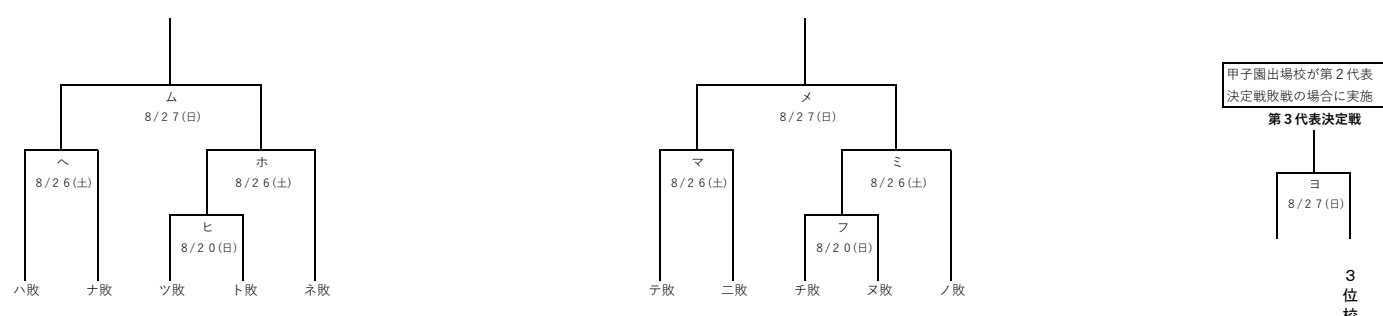 ム
8/27(日)
ヘ
8/26(土)
ホ
8/26(土)
ヒ
8/20(日)
ハ敗
ナ敗
ツ敗
ト敗
ネ敗
メ
8/27(日)
マ
8/26(土)
ミ
8/26(土)
フ
8/20(日)
テ敗
二敗
チ敗
ヌ敗
ノ敗
甲子園出場校が第2代表
決定戦敗戦の場合に実施
第3代表決定戦
ヨ
8/27(日)
3位校